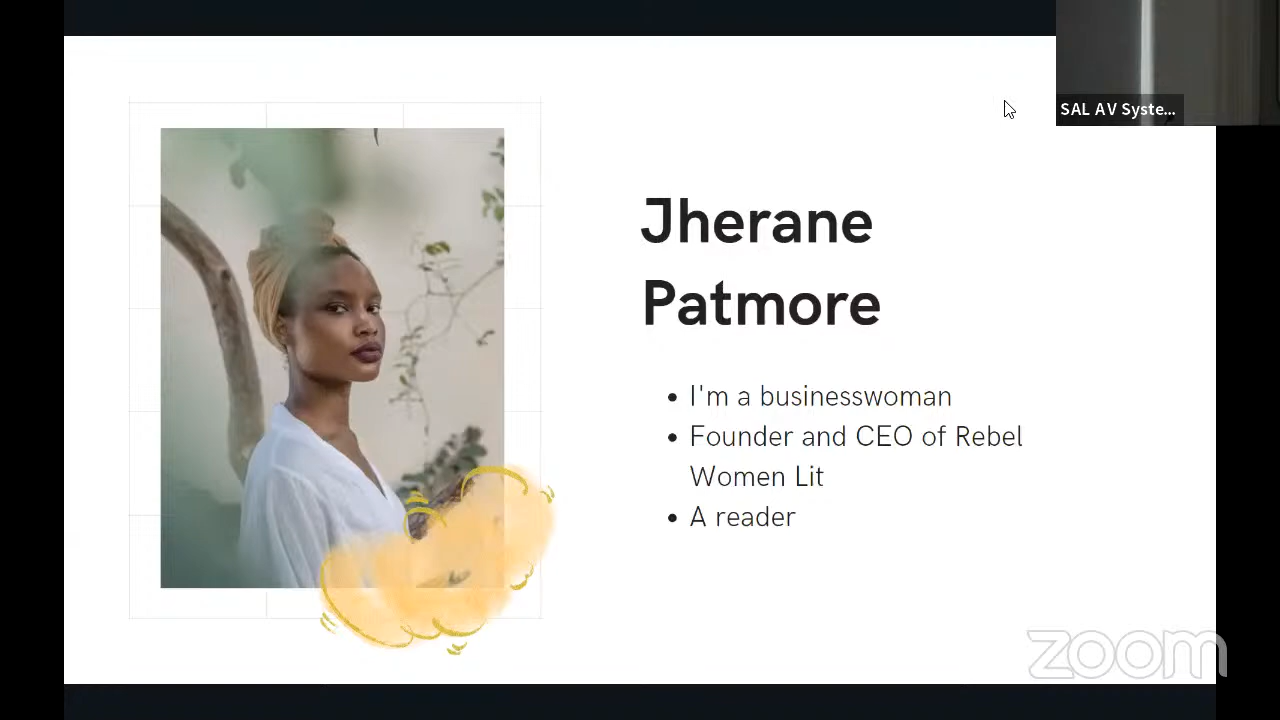 SAL AV Syste...
Jherane
Patmore
• I'm a businesswoman
• Founder and CEO of Rebel
Women Lit
• A reader
zoom